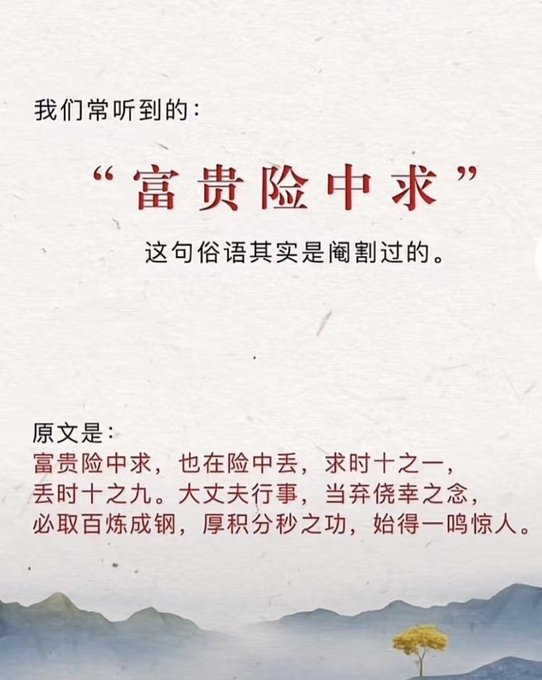 我们常听到的：
“富贵险中求”
这句俗语其实是阉割过的。
原文是：
富贵险中求，也在险中丢，求时十之一，
丢时十之九。大丈夫行事，当弃侥幸之念，
必取百炼成钢，厚积分秒之功，始得一鸣惊人。